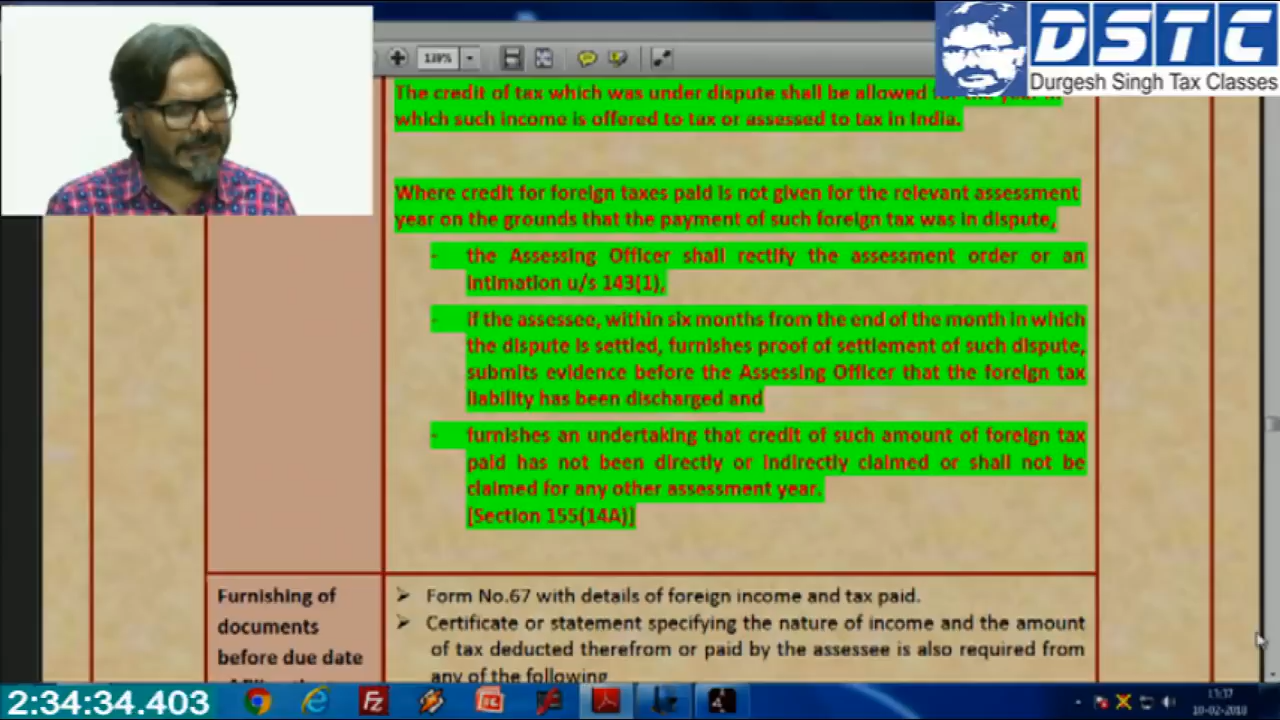 DSTC
Durgesh Singh Tax Classes
139%
The credit of tax which was under dispute shall be allowed for the year in
which such income is offered to tax or assessed to tax in India.
Where credit for foreign taxes paid is not given for the relevant assessment
year on the grounds that the payment of such foreign tax was in dispute,
- the Assessing Officer shall rectify the assessment order or an
intimation u/s 143(1),
- if the assessee, within six months from the end of the month in which
the dispute is settled, furnishes proof of settlement of such dispute,
submits evidence before the Assessing Officer that the foreign tax
liability has been discharged and
- furnishes an undertaking that credit of such amount of foreign tax
paid has not been directly or indirectly claimed or shall not be
claimed for any other assessment year.
[Section 155(14A)]
Furnishing of
documents
before due date
➢ Form No.67 with details of foreign income and tax paid.
➢ Certificate or statement specifying the nature of income and the amount
of tax deducted therefrom or paid by the assessee is also required from
any of the following
2:34:34.403
Fz
10-02-2018